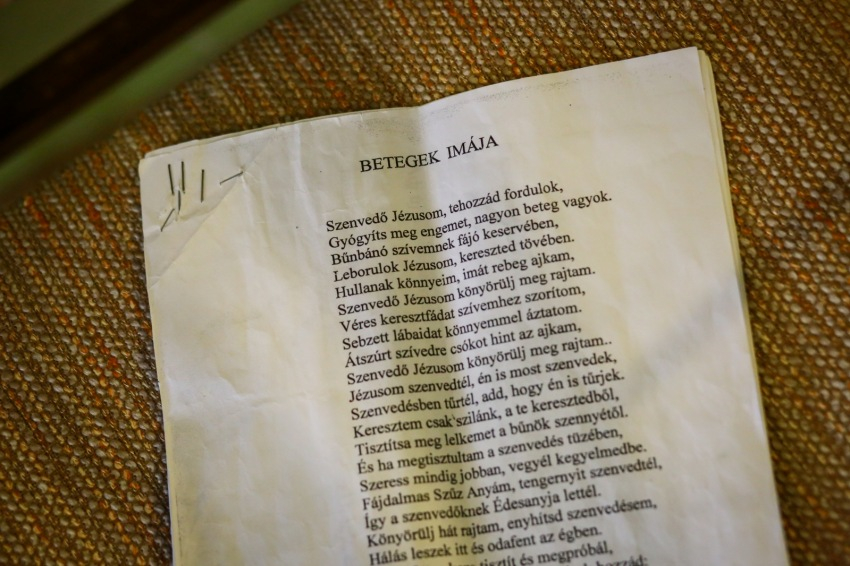 BETEGEK IMÁJA
Szenvedő Jézusom, tehozzád fordulok,
Gyógyíts meg engemet, nagyon beteg vagyok.
Bűnbánó szívemnek fájó keservében,
Leborulok Jézusom, kereszted tövében.
Hullanak könnyeim, imát rebeg ajkam,
Szenvedő Jézusom könyörülj meg rajtam.
Véres keresztfádat szívemhez szorítom,
Sebzett lábaidat könnyemmel áztatom.
Átszúrt szívedre csókot hint az ajkam,
Szenvedő Jézusom könyörülj meg rajtam..
Jézusom szenvedtél, én is most szenvedek,
Szenvedésben tűrtél, add, hogy én is tűrjek.
Keresztem csak szilánk, a te keresztedből,
Tisztítsa meg lelkemet a bűnök szennyétől.
És ha megtisztultam a szenvedés tüzében,
Szeress mindig jobban, vegyél kegyelmedbe.
Fájdalmas Szűz Anyám, tengernyit szenvedtél,
Így a szenvedőknek Édesanyja lettél.
Könyörülj hát rajtam, enyhítsd szenvedésem,
Hálás leszek itt és odafent az égben.
tisztít és megpróbál,